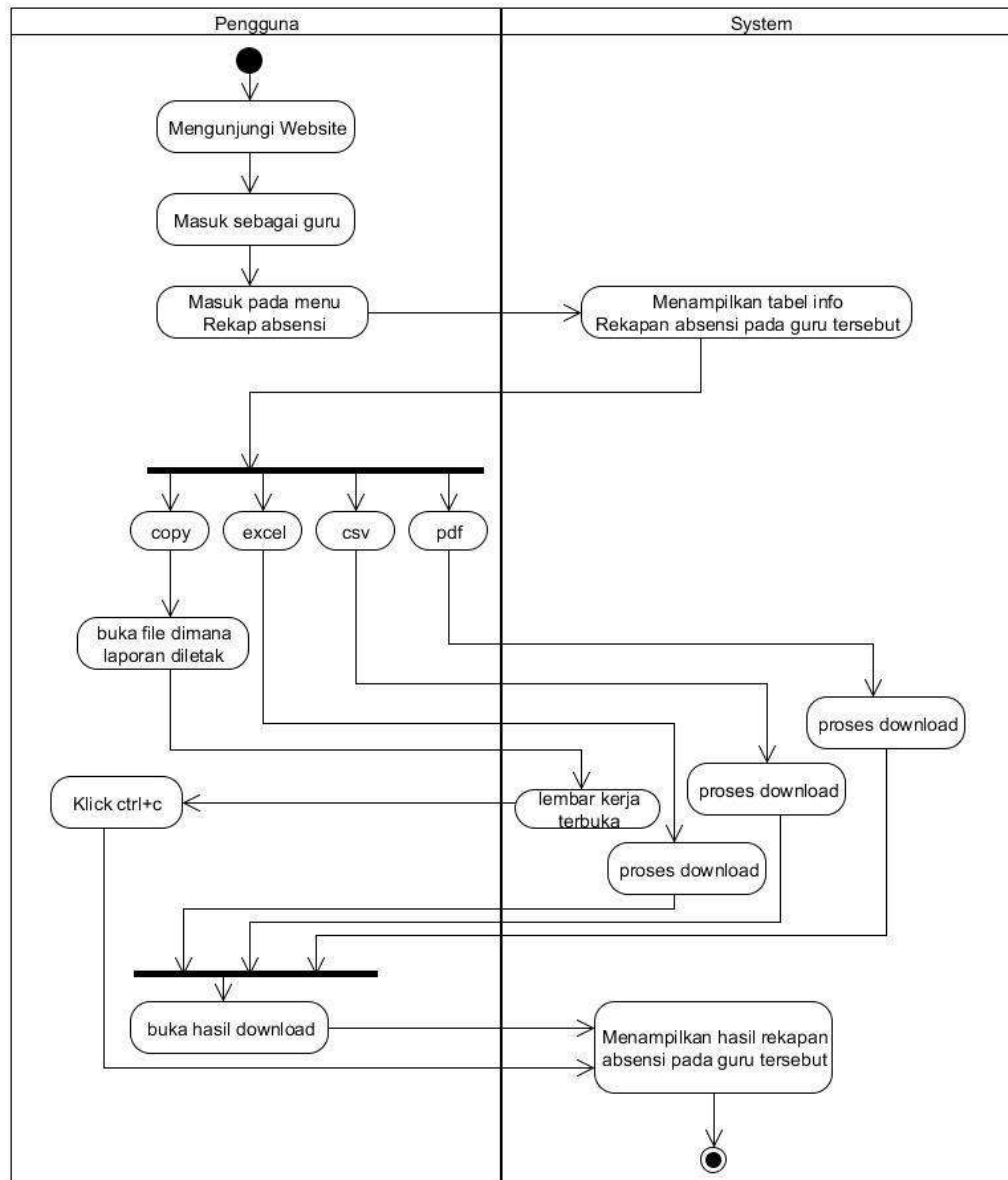 Pengguna
System
Mengunjungi Website
Masuk sebagai guru
Masuk pada menu
Rekap absensi
Menampilkan tabel info
Rekapan absensi pada guru tersebut
copy
excel
csv
pdf
buka file dimana
laporan diletak
proses download
proses download
Klick ctrl+c
lembar kerja
terbuka
proses download
buka hasil download
Menampilkan hasil rekapan
absensi pada guru tersebut